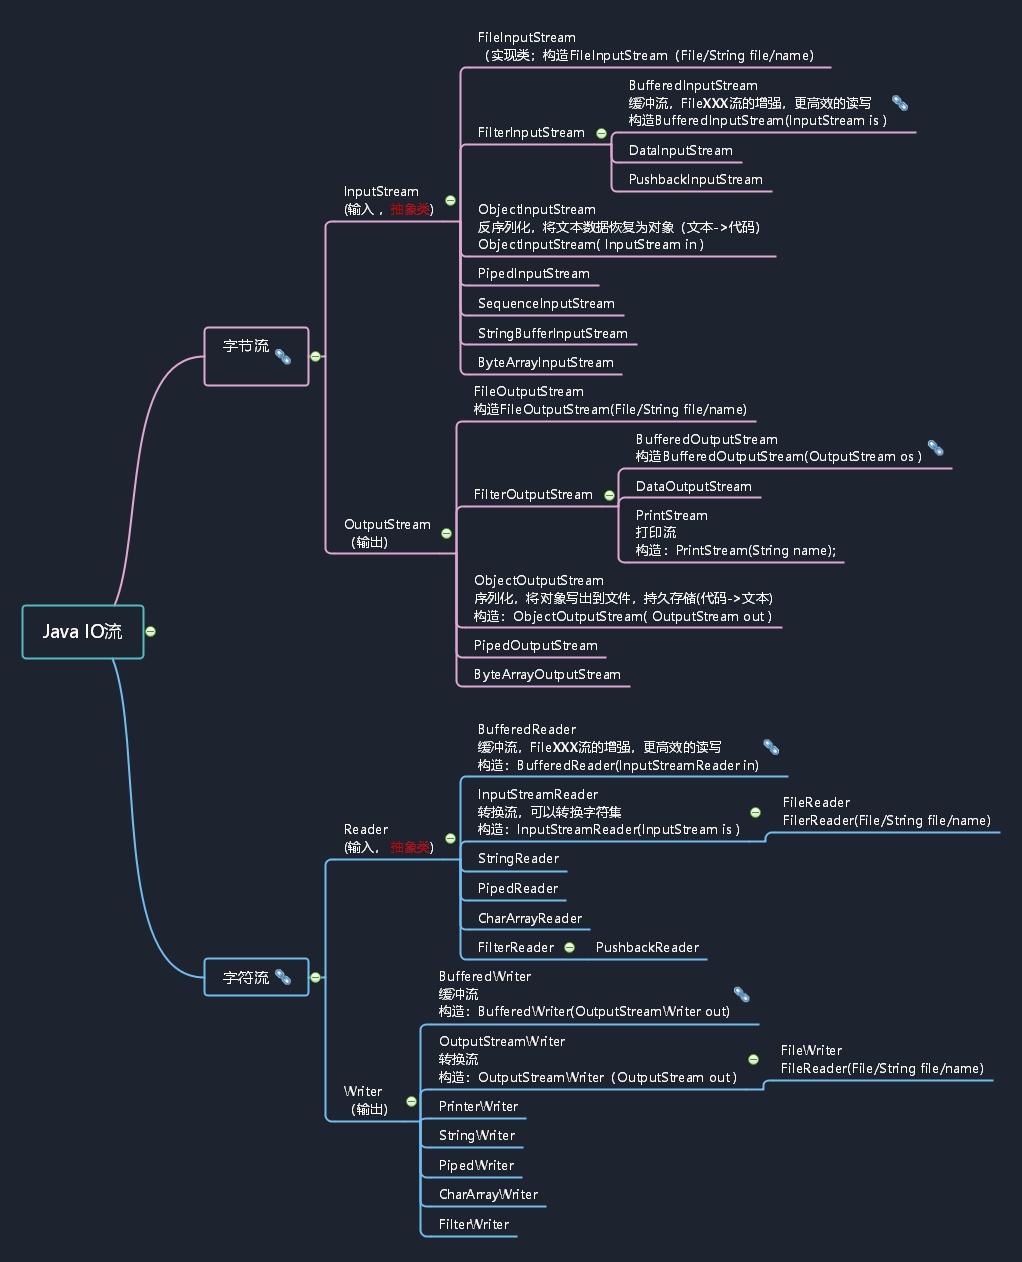 Java IO流
字节流
InputStream
(输入 ，抽象类)
FileInputStream
（实现类；构造FileInputStream（File/String file/name）
FilterInputStream
BufferedInputStream
缓冲流，FileXXX流的增强，更高效的读写
构造BufferedInputStream(InputStream is )
DataInputStream
PushbackInputStream
ObjectInputStream
反序列化，将文本数据恢复为对象（文本->代码)
ObjectInputStream( InputStream in )
PipedInputStream
SequenceInputStream
StringBufferInputStream
ByteArrayInputStream
OutputStream
（输出)
FileOutputStream
构造FileOutputStream(File/String file/name)
FilterOutputStream
BufferedOutputStream
构造BufferedOutputStream(OutputStream os )
DataOutputStream
PrintStream
打印流
构造：PrintStream(String name);
ObjectOutputStream
序列化，将对象写出到文件，持久存储(代码->文本)
构造：ObjectOutputStream( OutputStream out )
PipedOutputStream
ByteArrayOutputStream
字符流
Reader
(输入，抽象类)
BufferedReader
缓冲流，FileXXX流的增强，更高效的读写
构造：BufferedReader(InputStreamReader in)
InputStreamReader
转换流，可以转换字符集
构造：InputStreamReader(InputStream is )
FileReader
FilerReader(File/String file/name)
StringReader
PipedReader
CharArrayReader
FilterReader
PushbackReader
Writer
（输出)
BufferedWriter
缓冲流
构造：BufferedWriter(OutputStreamWriter out)
OutputStreamWriter
转换流
构造：OutputStreamWriter（OutputStream out )
FileWriter
FileReader(File/String file/name)
PrinterWriter
StringWriter
PipedWriter
CharArrayWriter
FilterWriter